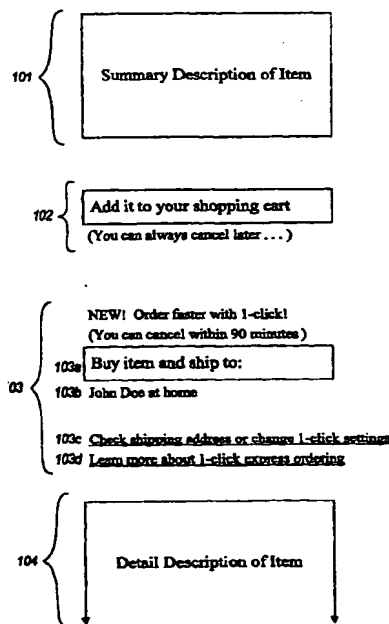 101
Summary Description of Item
102
Add it to your shopping cart
(You can always cancel later . . . )
NEW! Order faster with 1-click!
(You can cancel within 90 minutes)
103a Buy item and ship to:
03
103b John Doe at home
103c Check shipping address or change 1-click settings
103d Learn more about 1-click express ordering
104
Detail Description of Item